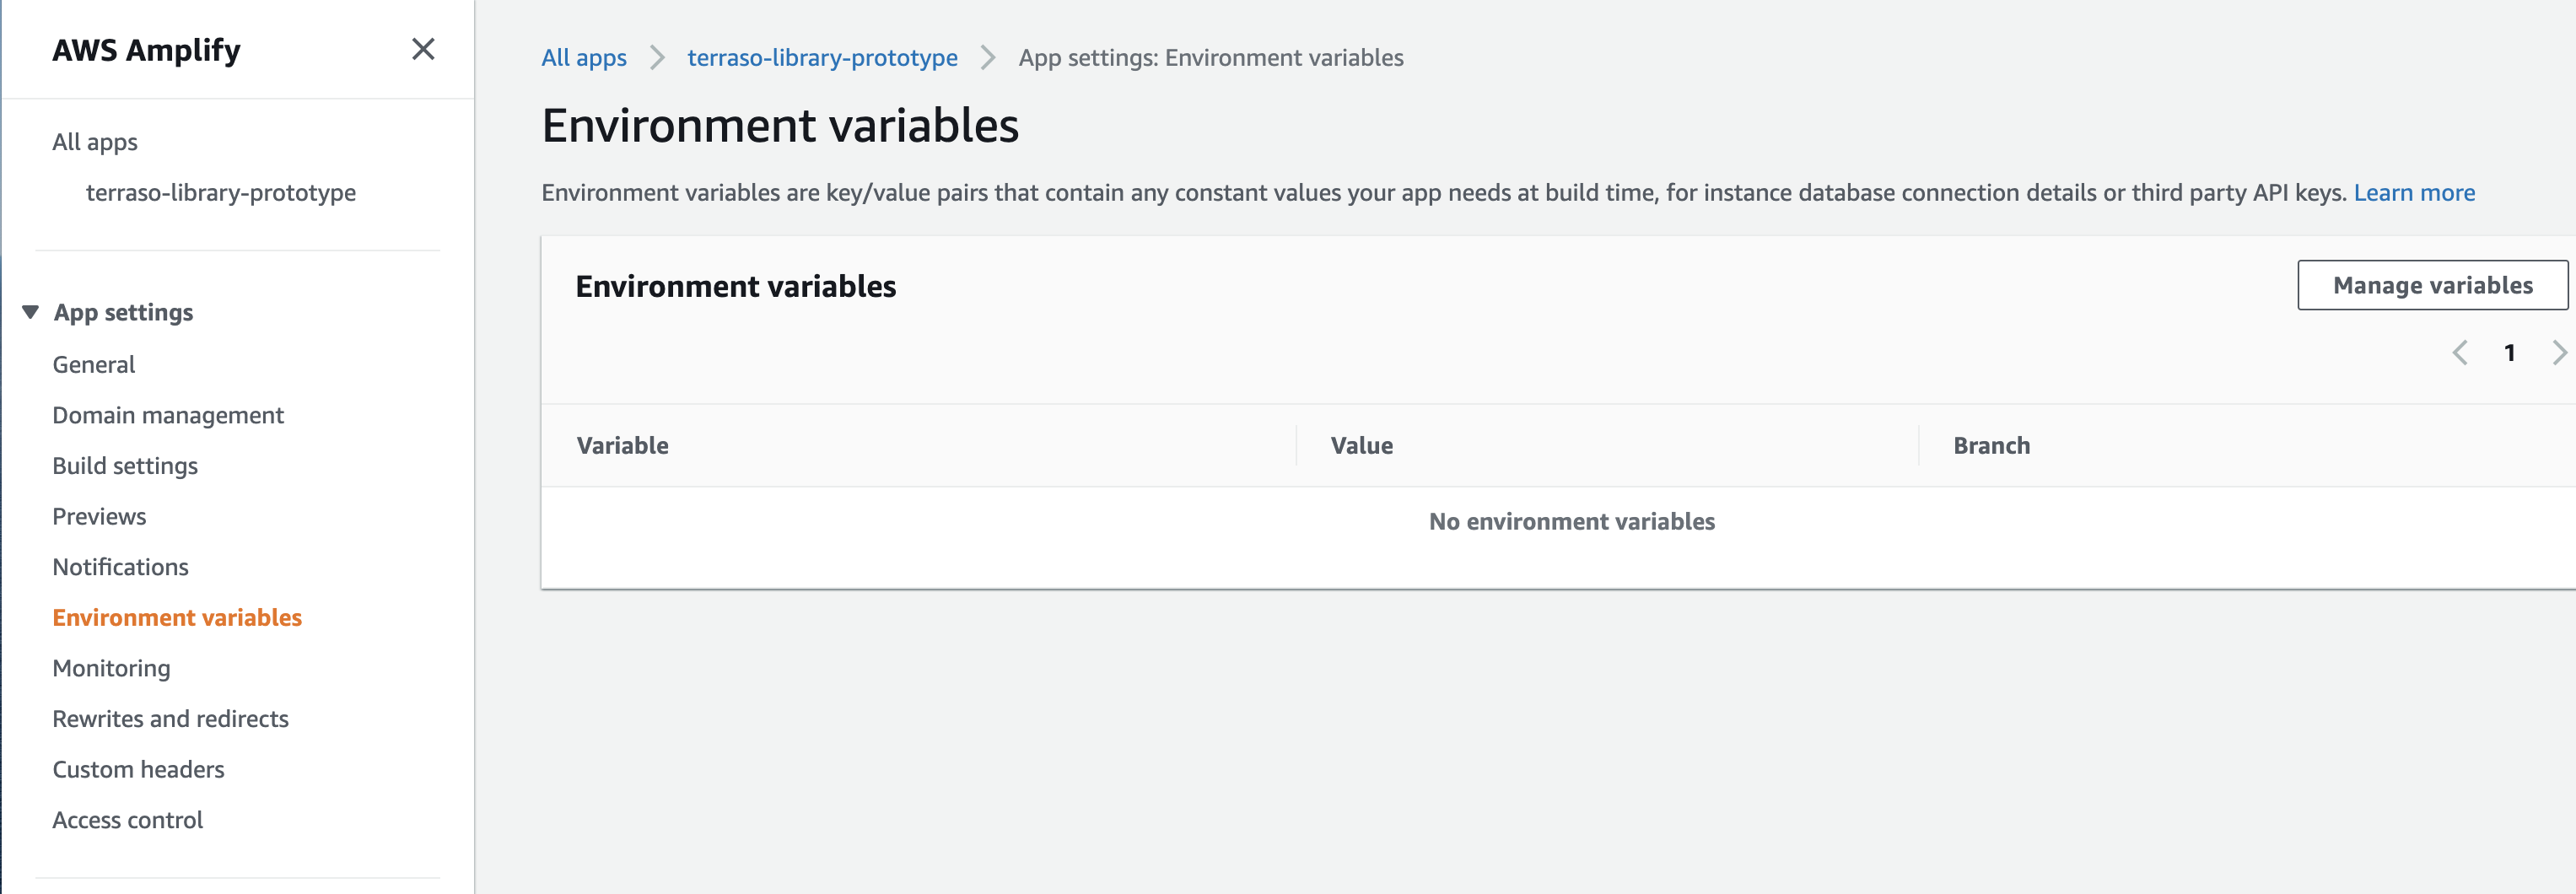 AWS Amplify
All apps
terraso-library-prototype
App settings
General
Domain management
Build settings
Previews
Notifications
Environment variables
Monitoring
Rewrites and redirects
Custom headers
Access control
All apps terraso-library-prototype App settings: Environment variables
Environment variables
Environment variables are key/value pairs that contain any constant values your app needs at build time, for instance database connection details or third party API keys. Learn more
Environment variables
Manage variables
1
Variable Value Branch
No environment variables